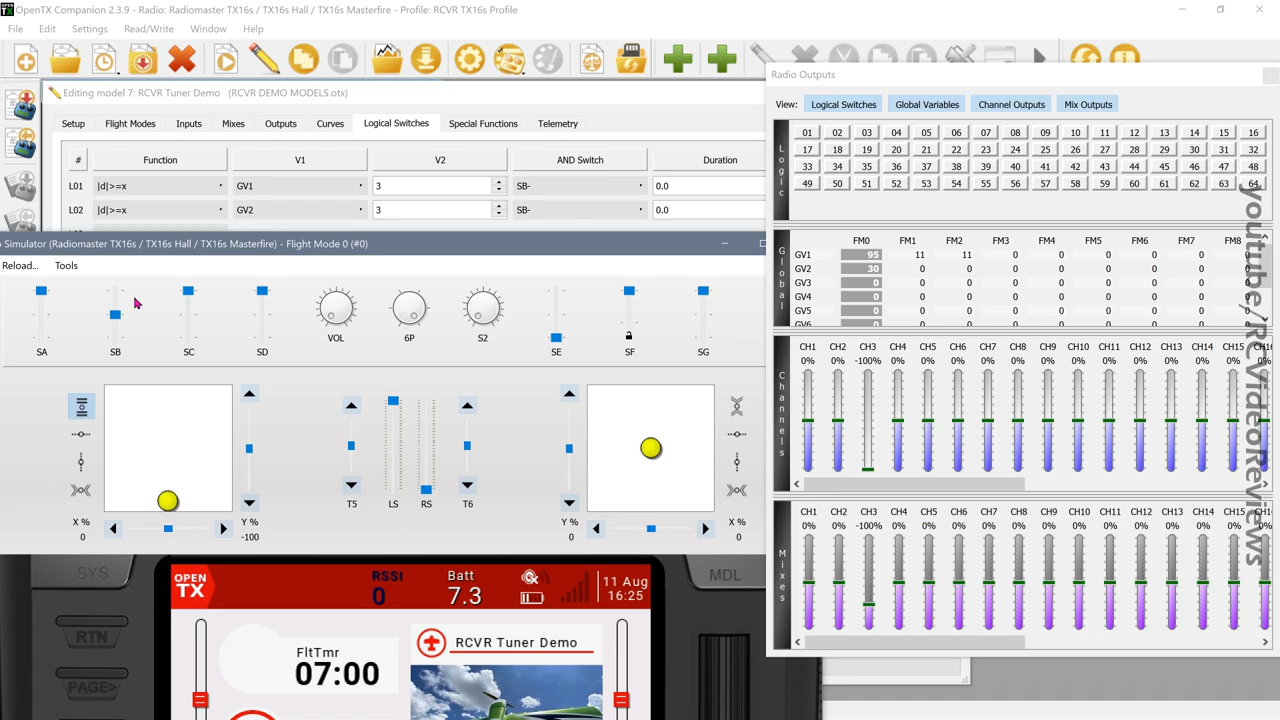 OpenTX Companion 2.3.9 - Radio: Radiomaster TX16s / TX16s Hall / TX16s Masterfire - Profile: RCVR TX16s Profile
File Edit Settings Read/Write Window Help
Editing model 7: RCVR Tuner Demo (RCVR DEMO MODELS.otx)
Setup Flight Modes Inputs Mixes Outputs Curves Logical Switches Special Functions Telemetry
# Function V1 V2 AND Switch Duration
L01 |d|>=x GV1 3 SB- 0.0
L02 |d|>=x GV2 3 SB- 0.0
Simulator (Radiomaster TX16s / TX16s Hall / TX16s Masterfire) - Flight Mode 0 (#0)
Reload... Tools
SA SB SC SD VOL 6P S2 SE SF SG
T5 LS RS T6
X % Y % Y % X %
0 -100 0 0
Radio Outputs
View: Logical Switches Global Variables Channel Outputs Mix Outputs
Logic
01 02 03 04 05 06 07 08 09 10 11 12 13 14 15 16
17 18 19 20 21 22 23 24 25 26 27 28 29 30 31 32
33 34 35 36 37 38 39 40 41 42 43 44 45 46 47 48
49 50 51 52 53 54 55 56 57 58 59 60 61 62 63 64
Global
FM0 FM1 FM2 FM3 FM4 FM5 FM6 FM7 FM8
GV1 95 11 11 0 0 0 0 0 0
GV2 30 0 0 0 0 0 0 0 0
GV3 0 0 0 0 0 0 0 0 0
GV4 0 0 0 0 0 0 0 0 0
GV5 0 0 0 0 0 0 0 0 0
GV6 0 0 0 0 0 0 0 0 0
Channels
CH1 CH2 CH3 CH4 CH5 CH6 CH7 CH8 CH9 CH10 CH11 CH12 CH13 CH14 CH15
0% 0% -100% 0% 0% 0% 0% 0% 0% 0% 0% 0% 0% 0% 0%
Mixes
CH1 CH2 CH3 CH4 CH5 CH6 CH7 CH8 CH9 CH10 CH11 CH12 CH13 CH14 CH15
0% 0% -100% 0% 0% 0% 0% 0% 0% 0% 0% 0% 0% 0% 0%
youtube/RCVideoReviews
SYS
RTN
PAGE>
MDL
OPEN
TX
RSSI
0
Batt
7.3
11 Aug
16:25
FltTmr
07:00
RCVR Tuner Demo